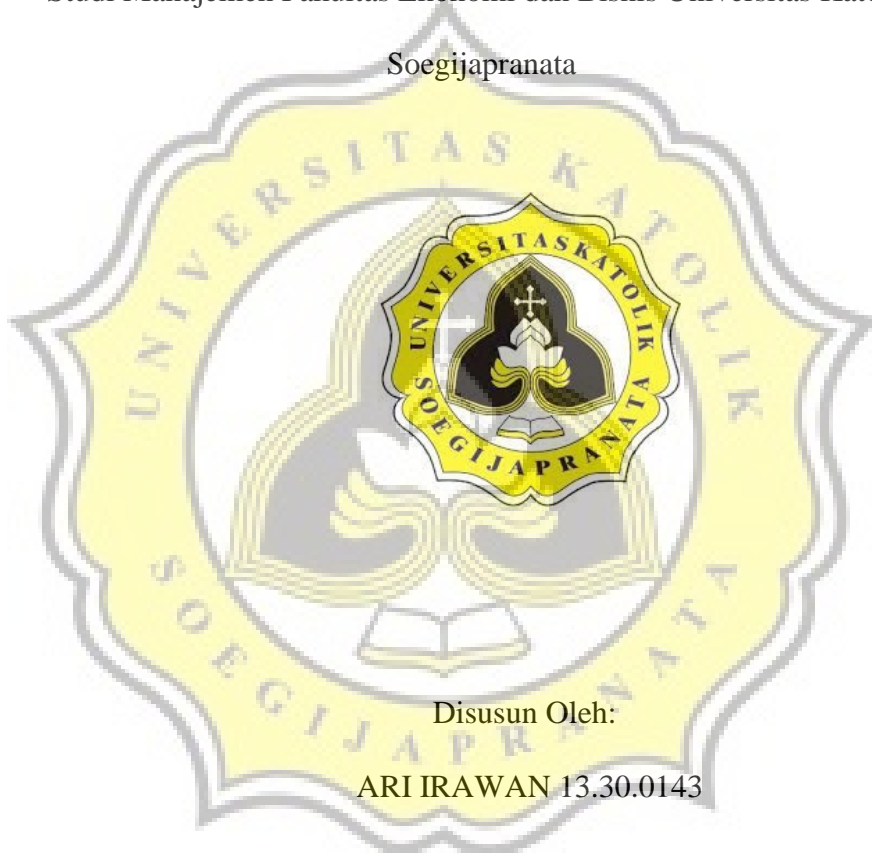 Studi Manajemen Fakultas Ekonomi dan Bisnis Universitas
Soegijapranata
UNIVERSITAS KATOLIK
SOEGIJAPRANATA
UNIVERSITAS KATOLIK
SOEGIJAPRANATA
Disusun Oleh:
ARI IRAWAN 13.30.0143